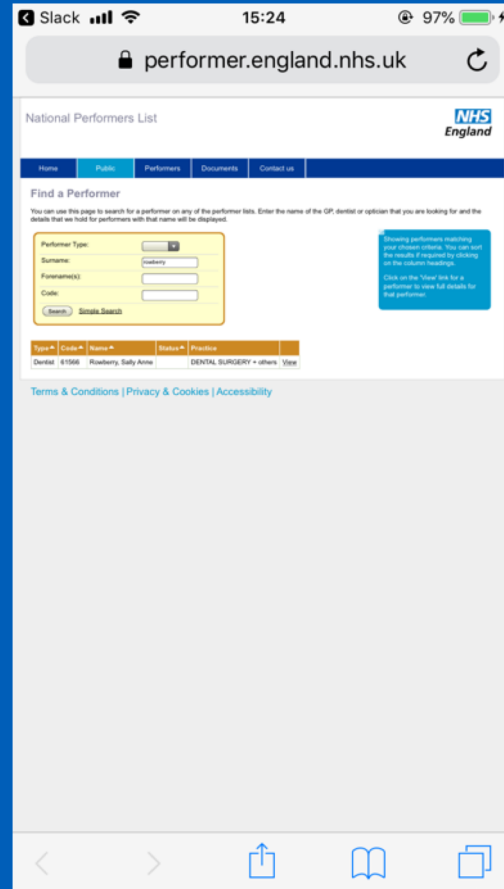 Slack 15:24 97%
performer.england.nhs.uk
National Performers List
NHS
England
Home Public Performers Documents Contact us
Find a Performer
You can use this page to search for a performer on any of the performer lists. Enter the name of the GP, dentist or optician that you are looking for and the
details that we hold for performers with that name will be displayed.
Performer Type:
Surname: rowberry
Forename(s):
Code:
Search Simple Search
Showing performers matching
your chosen criteria. You can sort
the results if required by clicking
on the column headings.
Click on the 'View' link for a
performer to view full details for
that performer.
Type Code Name Status Practice
Dentist 61566 Rowberry, Sally Anne DENTAL SURGERY + others View
Terms & Conditions | Privacy & Cookies | Accessibility